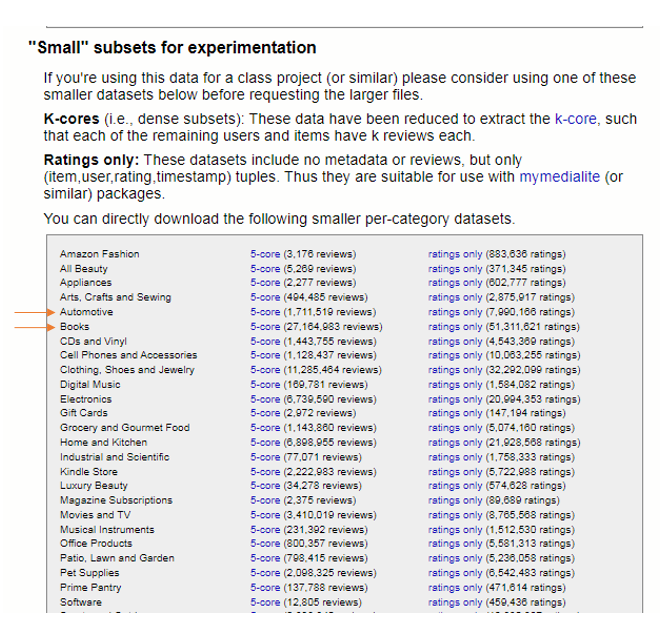 "Small" subsets for experimentation
If you're using this data for a class project (or similar) please consider using one of these
smaller datasets below before requesting the larger files.
K-cores (i.e., dense subsets): These data have been reduced to extract the k-core, such
that each of the remaining users and items have k reviews each.
Ratings only: These datasets include no metadata or reviews, but only
(item,user,rating,timestamp) tuples. Thus they are suitable for use with mymedialite (or
similar) packages.
You can directly download the following smaller per-category datasets.
Amazon Fashion 5-core (3,176 reviews) ratings only (883,636 ratings)
All Beauty 5-core (5,269 reviews) ratings only (371,345 ratings)
Appliances 5-core (2,277 reviews) ratings only (602,777 ratings)
Arts, Crafts and Sewing 5-core (494,485 reviews) ratings only (2,875,917 ratings)
Automotive 5-core (1,711,519 reviews) ratings only (7,990,166 ratings)
Books 5-core (27,164,983 reviews) ratings only (51,311,621 ratings)
CDs and Vinyl 5-core (1,443,755 reviews) ratings only (4,543,369 ratings)
Cell Phones and Accessories 5-core (1,128,437 reviews) ratings only (10,063,255 ratings)
Clothing, Shoes and Jewelry 5-core (11,285,464 reviews) ratings only (32,292,099 ratings)
Digital Music 5-core (169,781 reviews) ratings only (1,584,082 ratings)
Electronics 5-core (6,739,590 reviews) ratings only (20,994,353 ratings)
Gift Cards 5-core (2,972 reviews) ratings only (147,194 ratings)
Grocery and Gourmet Food 5-core (1,143,860 reviews) ratings only (5,074,160 ratings)
Home and Kitchen 5-core (6,898,955 reviews) ratings only (21,928,568 ratings)
Industrial and Scientific 5-core (77,071 reviews) ratings only (1,758,333 ratings)
Kindle Store 5-core (2,222,983 reviews) ratings only (5,722,988 ratings)
Luxury Beauty 5-core (34,278 reviews) ratings only (574,628 ratings)
Magazine Subscriptions 5-core (2,375 reviews) ratings only (89,689 ratings)
Movies and TV 5-core (3,410,019 reviews) ratings only (8,765,568 ratings)
Musical Instruments 5-core (231,392 reviews) ratings only (1,512,530 ratings)
Office Products 5-core (800,357 reviews) ratings only (5,581,313 ratings)
Patio, Lawn and Garden 5-core (798,415 reviews) ratings only (5,236,058 ratings)
Pet Supplies 5-core (2,098,325 reviews) ratings only (6,542,483 ratings)
Prime Pantry 5-core (137,788 reviews) ratings only (471,614 ratings)
Software 5-core (12,805 reviews) ratings only (459,436 ratings)